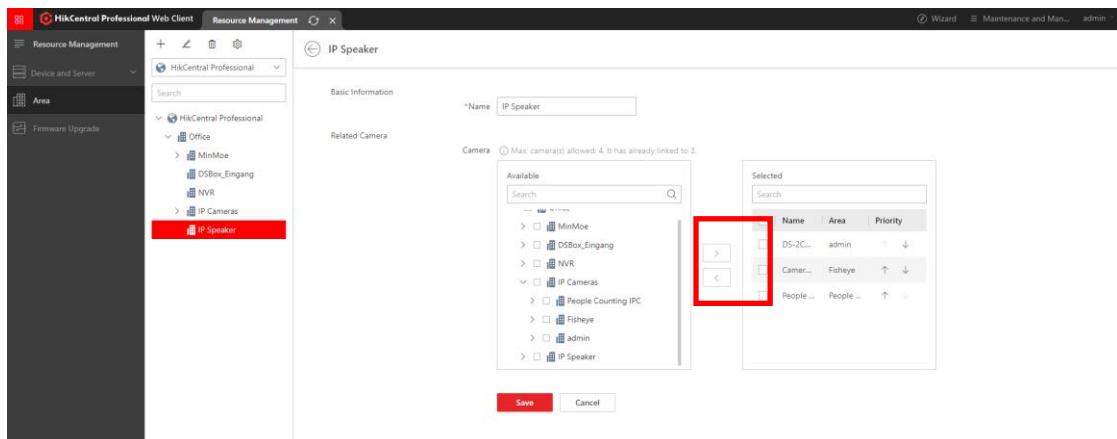 HikCentral Professional Web Client
Resource Management
Wizard
Maintenance and Man...
admin
Resource Management
Device and Server
Area
Firmware Upgrade
HikCentral Professional
Search
HikCentral Professional
Office
MinMoe
DSBox_Eingang
NVR
IP Cameras
IP Speaker
IP Speaker
Basic Information
*Name IP Speaker
Related Camera
Camera Max. camera(s) allowed: 4. It has already linked to 3.
Available
Search
Office
MinMoe
DSBox_Eingang
NVR
IP Cameras
People Counting IPC
Fisheye
admin
IP Speaker
>
<
Selected
Search
Name Area Priority
DS-2C... admin
Camer... Fisheye
People ... People ...
Save Cancel